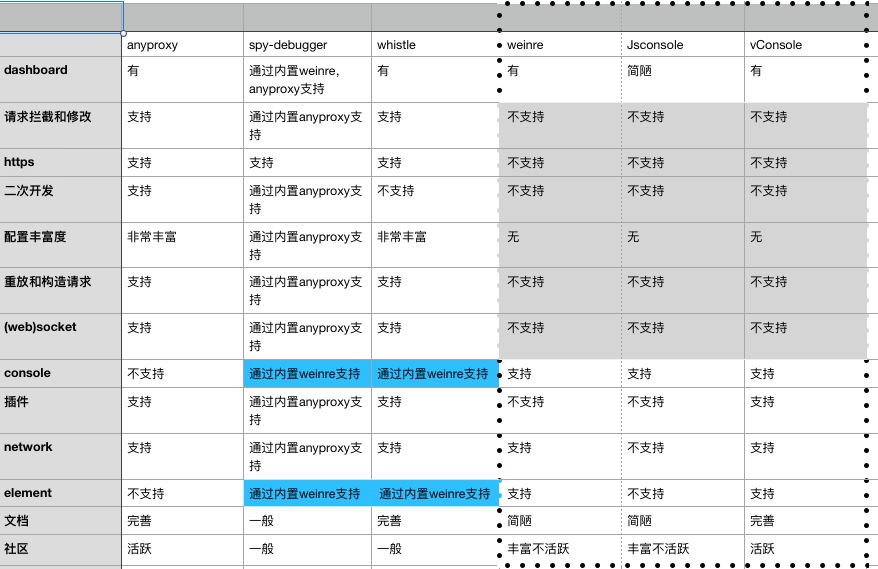 anyproxy spy-debugger whistle weinre Jsconsole vConsole
dashboard 有 通过内置weinre, 有 有 简陋 有
anyproxy支持
请求拦截和修改 支持 通过内置anyproxy支 支持 不支持 不支持 不支持
持
https 支持 支持 支持 不支持 不支持 不支持
二次开发 支持 通过内置anyproxy支 不支持 不支持 不支持 不支持
持
配置丰富度 非常丰富 通过内置anyproxy支 非常丰富 无 无 无
持
重放和构造请求 支持 通过内置anyproxy支 支持 不支持 不支持 不支持
持
(web)socket 支持 通过内置anyproxy支 支持 不支持 不支持 不支持
持
console 不支持 通过内置weinre支持 通过内置weinre支持 支持 支持 支持
插件 支持 通过内置anyproxy支 支持 不支持 不支持 支持
持
network 支持 通过内置anyproxy支 支持 支持 不支持 支持
持
element 不支持 通过内置weinre支持 通过内置weinre支持 支持 不支持 支持
文档 完善 一般 完善 简陋 简陋 完善
社区 活跃 一般 一般 丰富不活跃 丰富不活跃 活跃